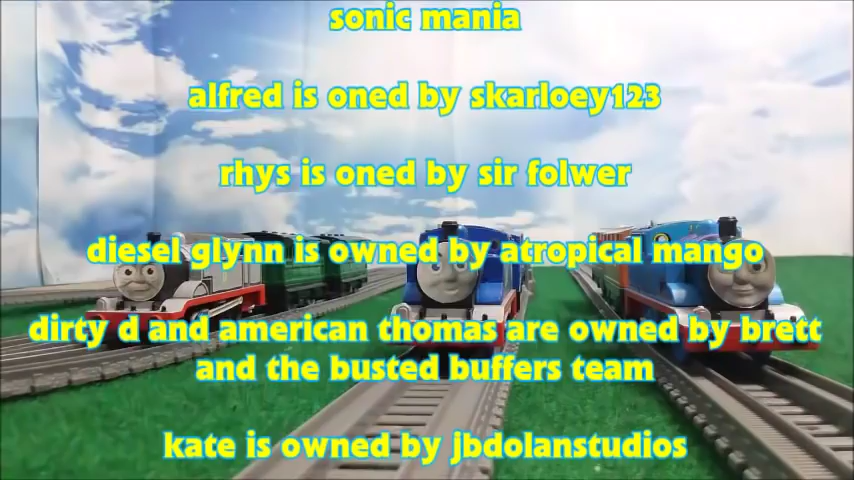 sonic mania
alfred is oned by skarloey123
rhys is oned by sir folwer
diesel glynn is owned by atropical mango
dirty d and american thomas are owned by brett
and the busted buffers team
kate is owned by jbdolanstudios